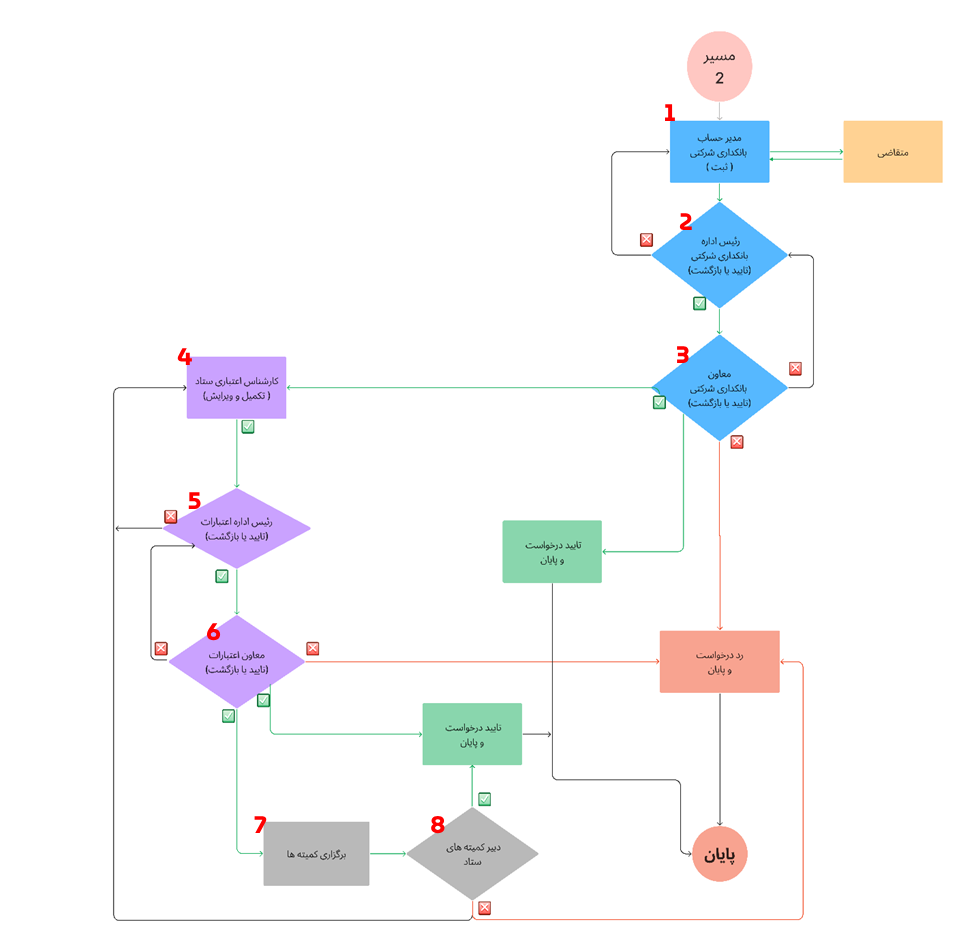 مسیر
2
1
مدیر حساب
بانکداری شرکتی
( ثبت )
متقاضی
2
رئیس اداره
بانکداری شرکتی
(تایید یا بازگشت)
3
معاون
بانکداری شرکتی
(تایید یا بازگشت)
4
کارشناس اعتباری ستاد
( تکمیل و ویرایش)
5
رئیس اداره اعتبارات
(تایید یا بازگشت)
تایید درخواست
و پایان
6
معاون اعتبارات
(تایید یا بازگشت)
رد درخواست
و پایان
تایید درخواست
و پایان
7
برگزاری کمیته ها
8
دبیر کمیته های
ستاد
پایان